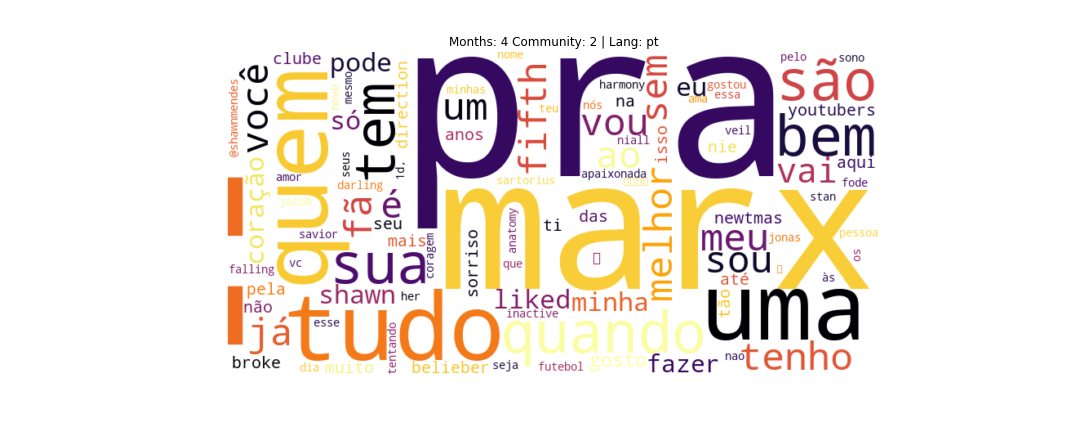 Months: 4 Community: 2 | Lang: pt
clube
você
pode
mesmo
novo
direction
pra
minhas
um
anos
nome
fifth
teu
harmony
nós
na
vou
niall
ao
apaixonada
sem
isso
eu
ama
gostou
essa
veil
nie
pelo
sono
são
youtubers
bem
vai
aqui
fode
@shawnmendes
quem
só
tem
coração
amor
jacob
seus
darling
fã
é
seu
1d,
savior
mais
falling
vc
sua
coragem
sorriso
sartorius
marx
anatomy
ti
das
que
melhor
newtmas
meu
jonas
sou
stan
pessoa
os
às
até
tão
pela
não
shawn
her
liked
minha
inactive
uma
já
esse
tudo
tentando
quando
gosto
fazer
nao
tenho
broke
dia
muito
belieber
seja
futebol